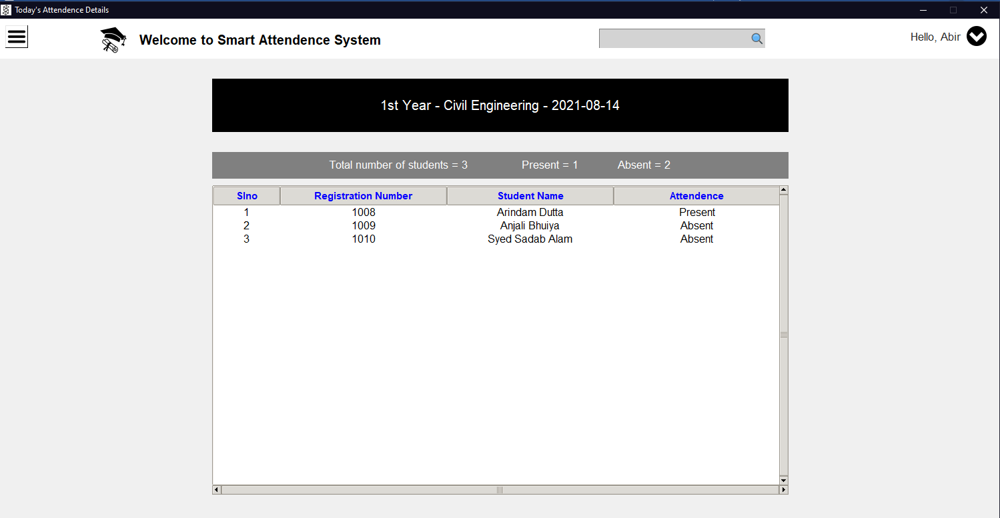 Today's Attendence Details
Welcome to Smart Attendence System
Hello, Abir
1st Year - Civil Engineering - 2021-08-14
Total number of students = 3 Present = 1 Absent = 2
Slno Registration Number Student Name Attendence
1 1008 Arindam Dutta Present
2 1009 Anjali Bhuiya Absent
3 1010 Syed Sadab Alam Absent